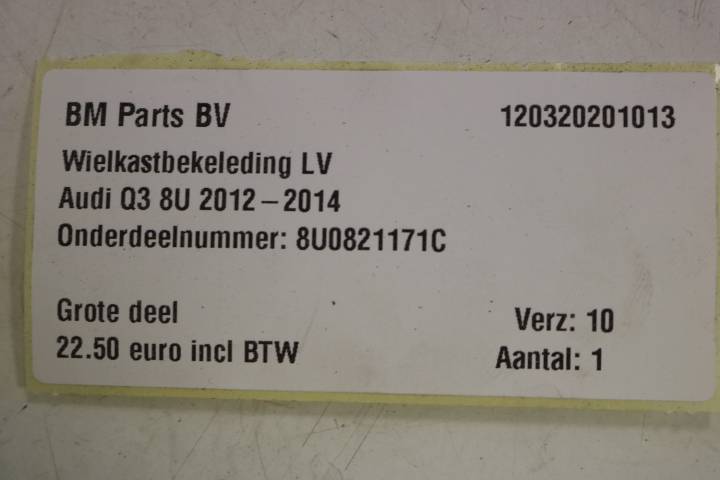 BM Parts BV 120320201013
Wielkastbekeleding LV
Audi Q3 8U 2012 – 2014
Onderdeelnummer: 8U0821171C
Grote deel Verz: 10
22.50 euro incl BTW Aantal: 1